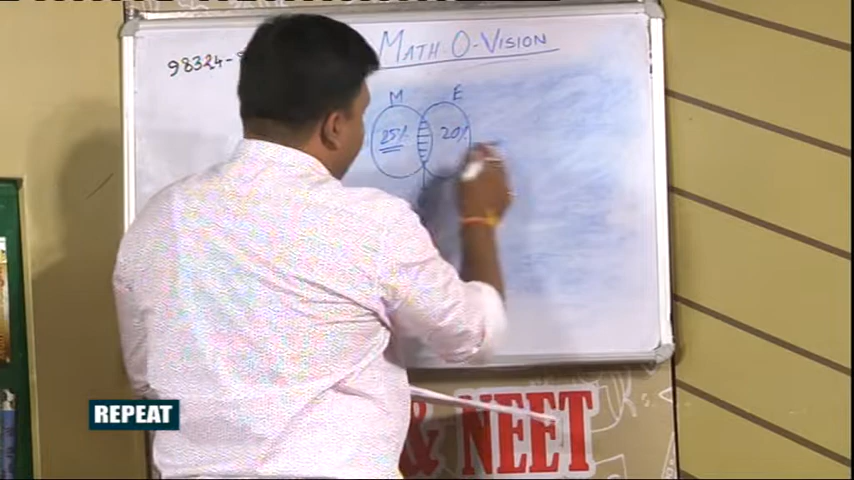 MATH-O-VISION
98324-
M E
25% 20%
REPEAT
& NEET